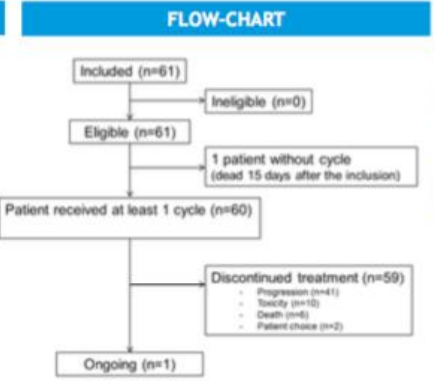 FLOW-CHART
Included (n=61)
Ineligible (n=0)
Eligible (n=61)
1 patient without cycle
(dead 15 days after the inclusion)
Patient received at least 1 cycle (n=60)
Discontinued treatment (n=59)
- Progression (n=41)
- Toxicity (n=10)
- Death (n=6)
- Patient choice (n=2)
Ongoing (n=1)